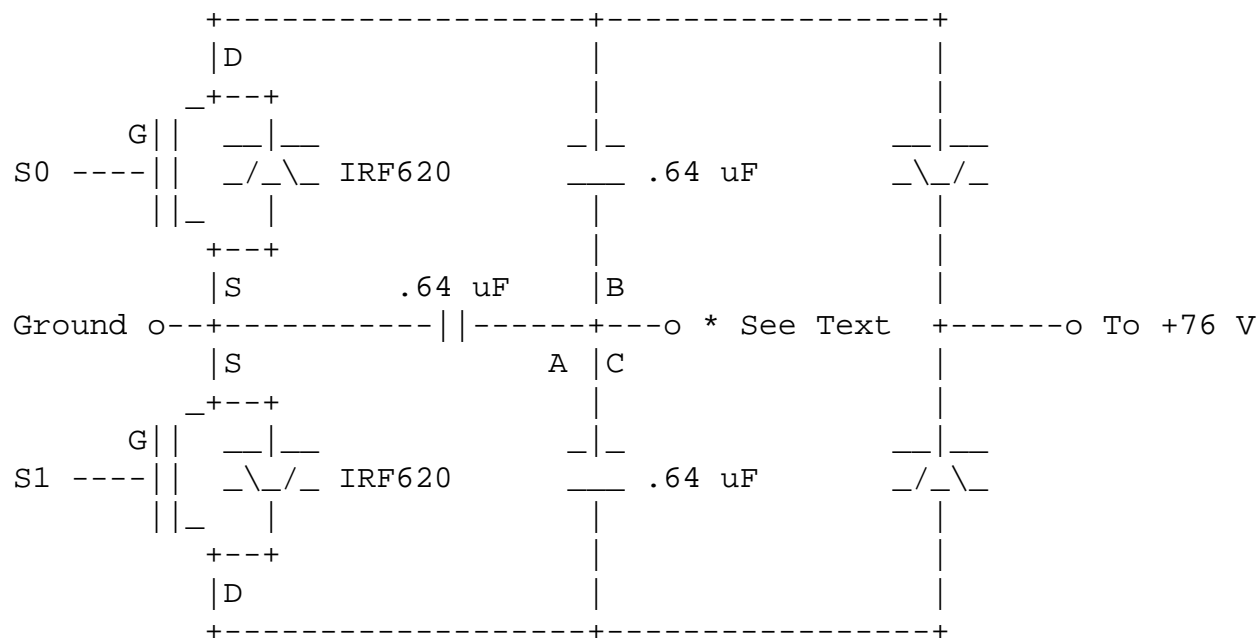 D
G
S0 IRF620 .64 uF
S .64 uF B
Ground o * See Text o To +76 V
S A C
G
S1 IRF620 .64 uF
D